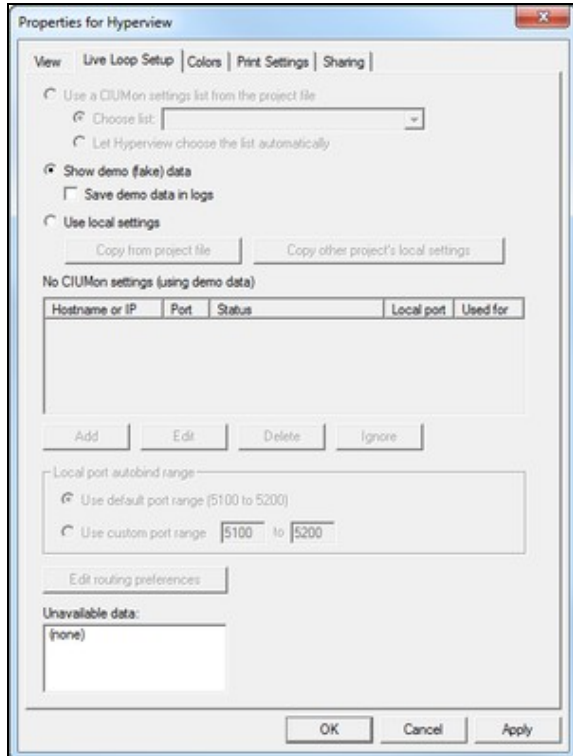 Properties for Hyperview
View Live Loop Setup Colors Print Settings Sharing
Use a CIUMon settings list from the project file
Choose list:
Let Hyperview choose the list automatically
Show demo (fake) data
Save demo data in logs
Use local settings
Copy from project file Copy other project's local settings
No CIUMon settings (using demo data)
Hostname or IP Port Status Local port Used for
Add Edit Delete Ignore
Local port autobind range
Use default port range (5100 to 5200)
Use custom port range 5100 to 5200
Edit routing preferences
Unavailable data:
(none)
OK Cancel Apply